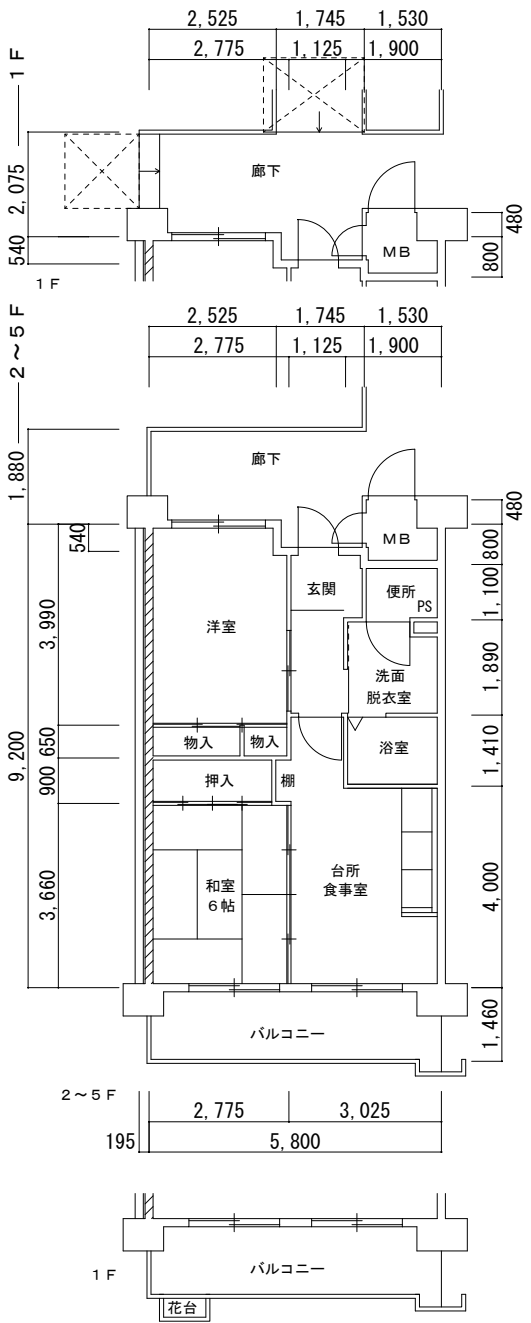 2,525 1,745 1,530
2,775 1,125 1,900
1F
2,075
540
廊下
MB
480
800
1F
2,525 1,745 1,530
2,775 1,125 1,900
2～5F
1,880
廊下
480
540
MB
800
玄関
便所
PS
1,100
洋室
3,990
洗面
脱衣室
1,890
9,200
650
物入 物入
浴室
1,410
900
押入
棚
3,660
和室
6帖
台所
食事室
4,000
バルコニー
1,460
2～5F
2,775 3,025
195 5,800
1F
バルコニー
花台